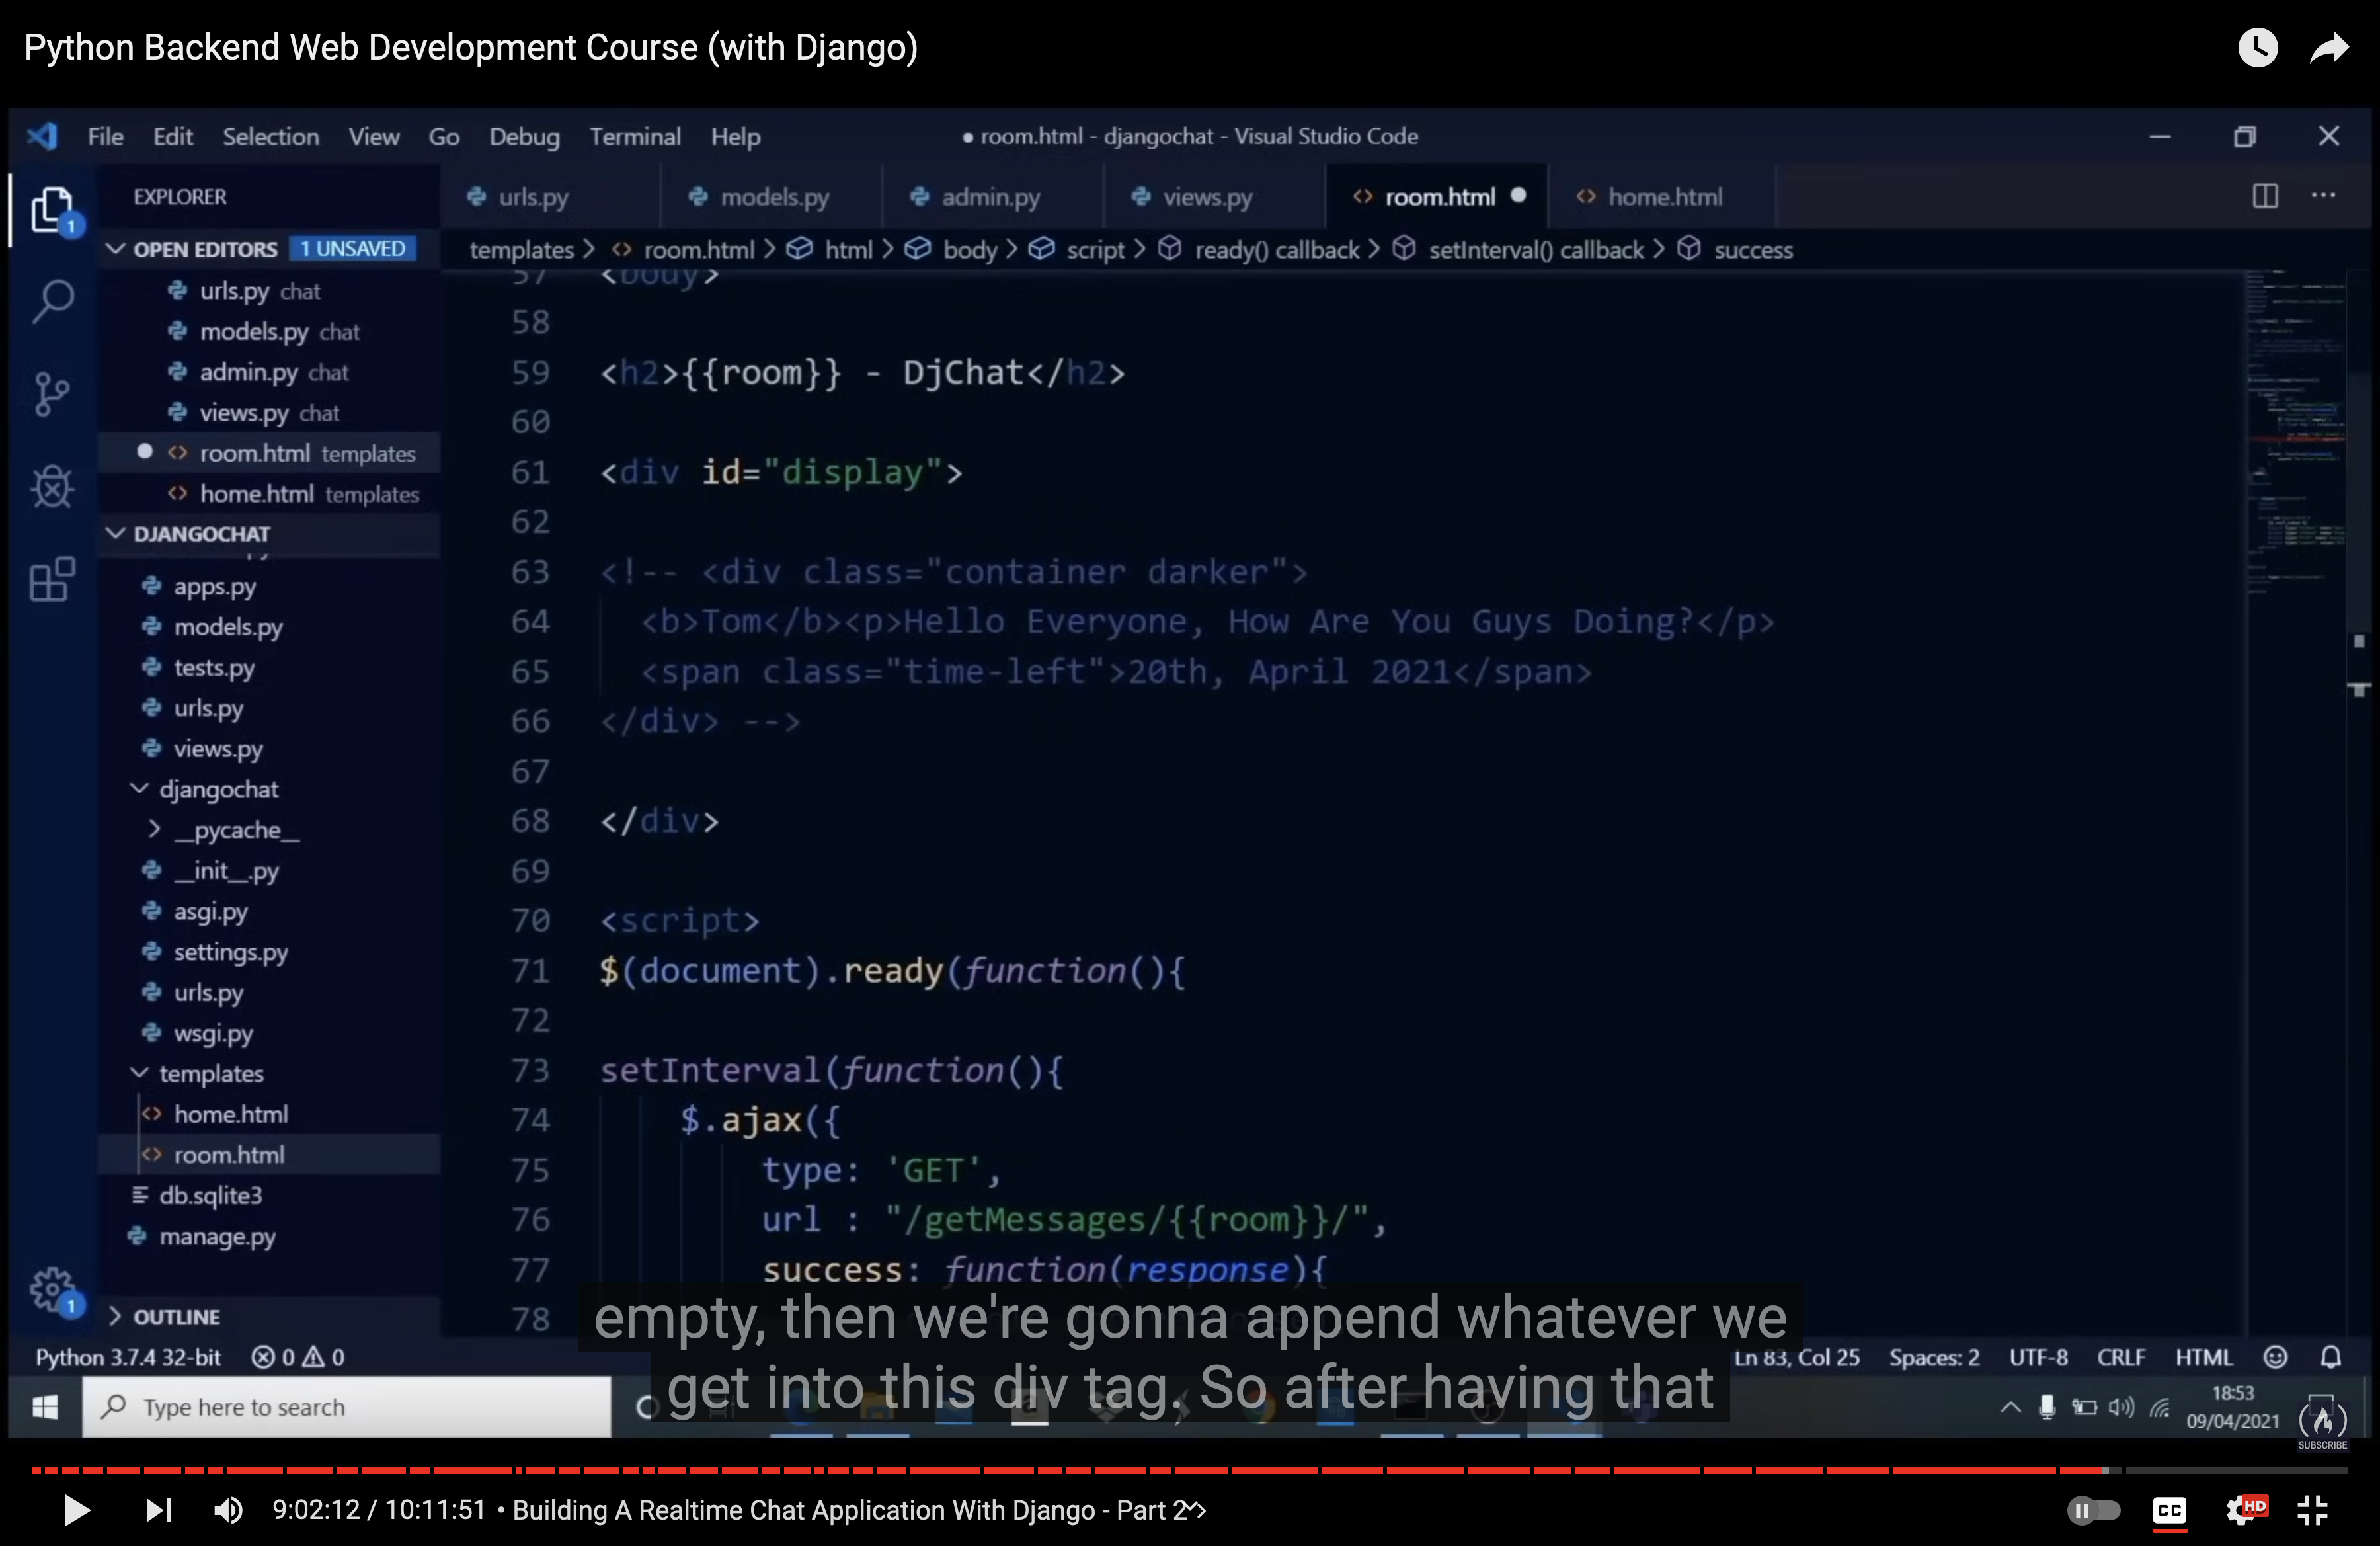 Python Backend Web Development Course (with Django)
File Edit Selection View Go Debug Terminal Help
● room.html - djangochat - Visual Studio Code
EXPLORER
urls.py models.py admin.py views.py room.html home.html
OPEN EDITORS 1 UNSAVED
templates > room.html > html > body > script > ready() callback > setInterval() callback > success
urls.py chat
models.py chat
admin.py chat
views.py chat
room.html templates
home.html templates
DJANGOCHAT
apps.py
models.py
tests.py
urls.py
views.py
djangochat
__pycache__
__init__.py
asgi.py
settings.py
urls.py
wsgi.py
templates
home.html
room.html
db.sqlite3
manage.py
OUTLINE
57 <body>
58
59 <h2>{{room}} - DjChat</h2>
60
61 <div id="display">
62
63 <!-- <div class="container darker">
64 <b>Tom</b><p>Hello Everyone, How Are You Guys Doing?</p>
65 <span class="time-left">20th, April 2021</span>
66 </div> -->
67
68 </div>
69
70 <script>
71 $(document).ready(function(){
72
73 setInterval(function(){
74 $.ajax({
75 type: 'GET',
76 url : "/getMessages/{{room}}/",
77 success: function(response){
78
empty, then we're gonna append whatever we
get into this div tag. So after having that
Python 3.7.4 32-bit 0 0
Ln 83, Col 25 Spaces: 2 UTF-8 CRLF HTML
Type here to search
18:53
09/04/2021
SUBSCRIBE
9:02:12 / 10:11:51 • Building A Realtime Chat Application With Django - Part 2
CC
HD